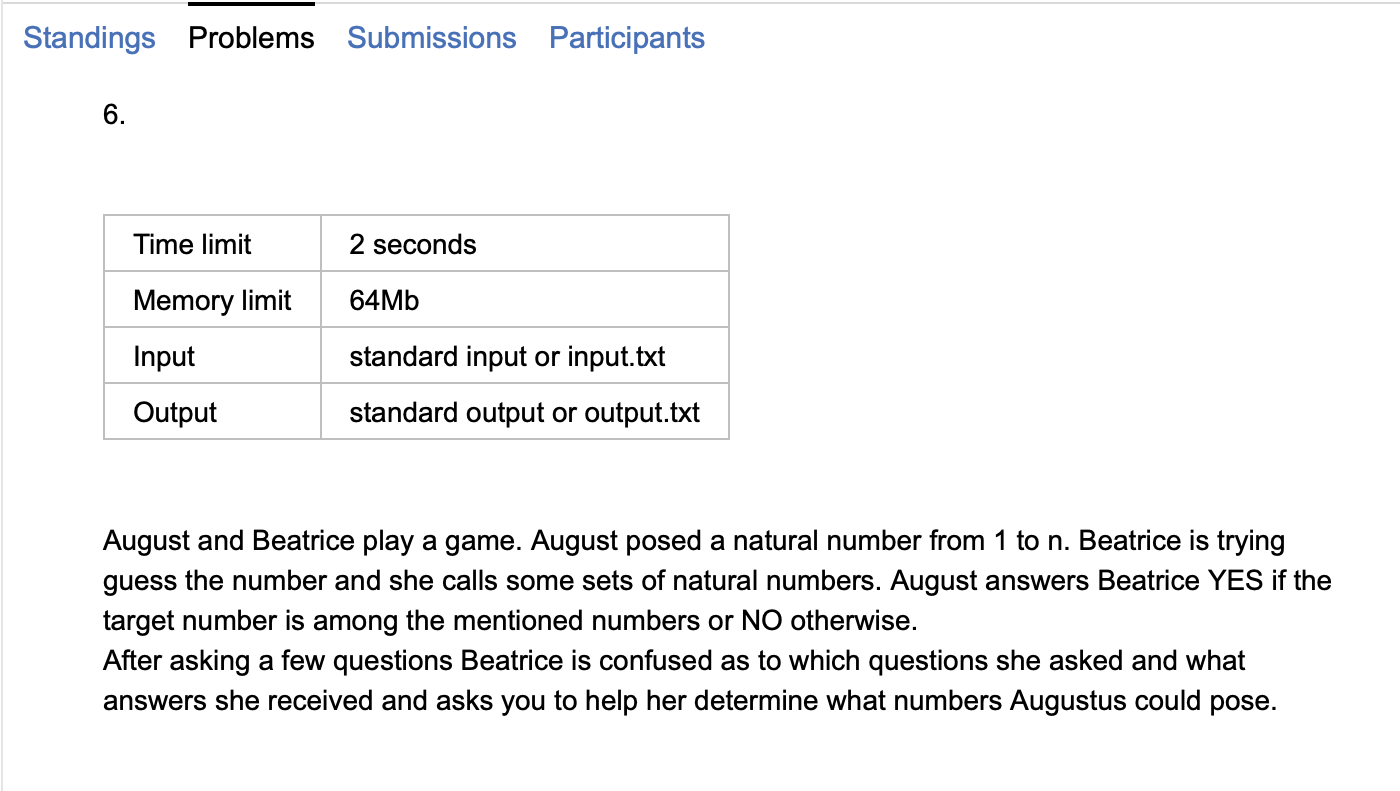 Standings Problems Submissions Participants
6.
Time limit 2 seconds
Memory limit 64Mb
Input standard input or input.txt
Output standard output or output.txt
August and Beatrice play a game. August posed a natural number from 1 to n. Beatrice is trying
guess the number and she calls some sets of natural numbers. August answers Beatrice YES if the
target number is among the mentioned numbers or NO otherwise.
After asking a few questions Beatrice is confused as to which questions she asked and what
answers she received and asks you to help her determine what numbers Augustus could pose.